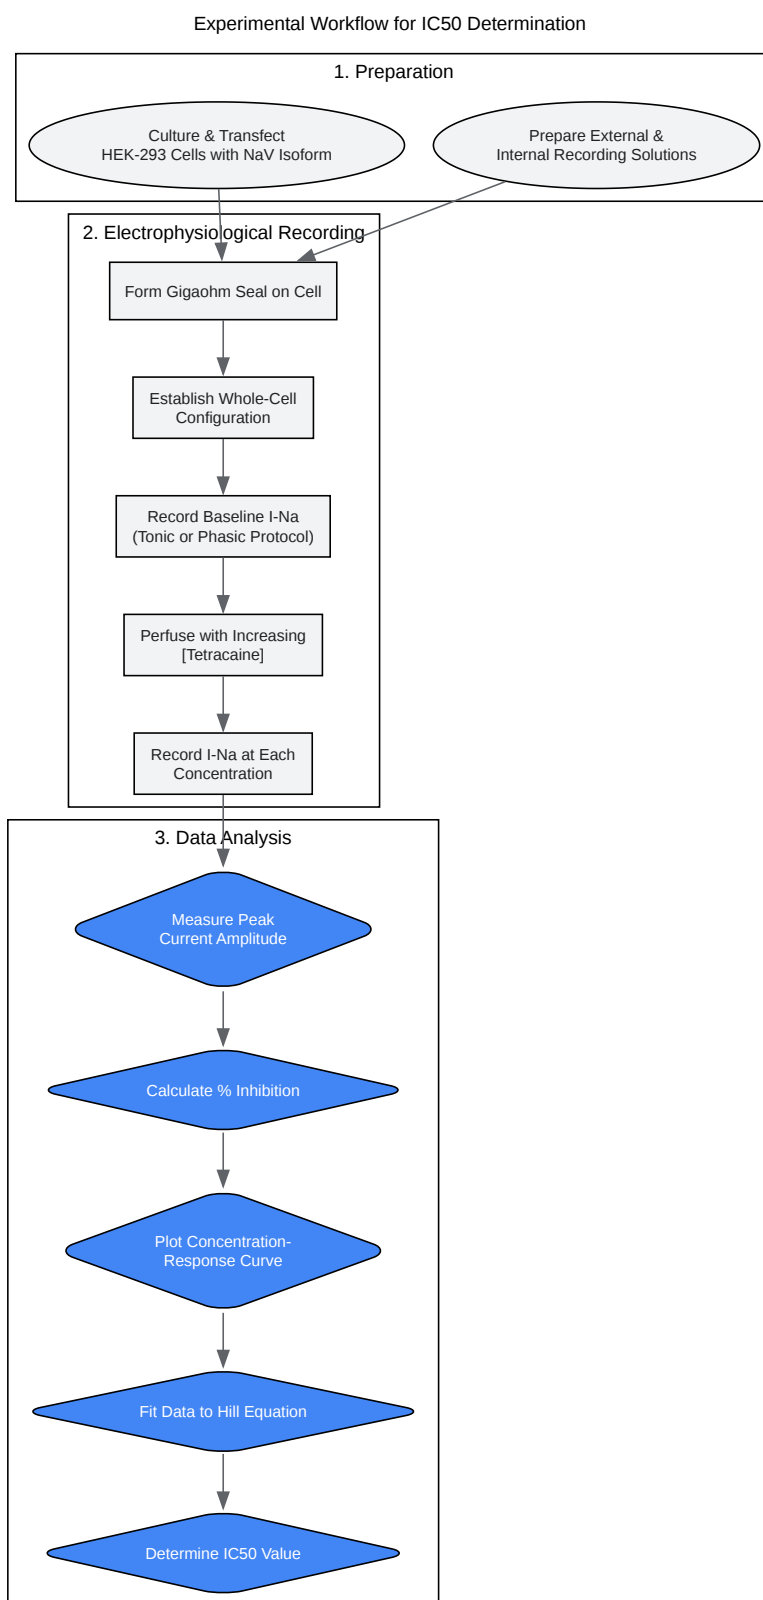 Experimental Workflow for IC50 Determination
1. Preparation
Culture & Transfect
HEK-293 Cells with NaV Isoform
Prepare External &
Internal Recording Solutions
2. Electrophysiological Recording
Form Gigaohm Seal on Cell
Establish Whole-Cell
Configuration
Record Baseline I-Na
(Tonic or Phasic Protocol)
Perfuse with Increasing
[Tetracaine]
Record I-Na at Each
Concentration
3. Data Analysis
Measure Peak
Current Amplitude
Calculate % Inhibition
Plot Concentration-
Response Curve
Fit Data to Hill Equation
Determine IC50 Value